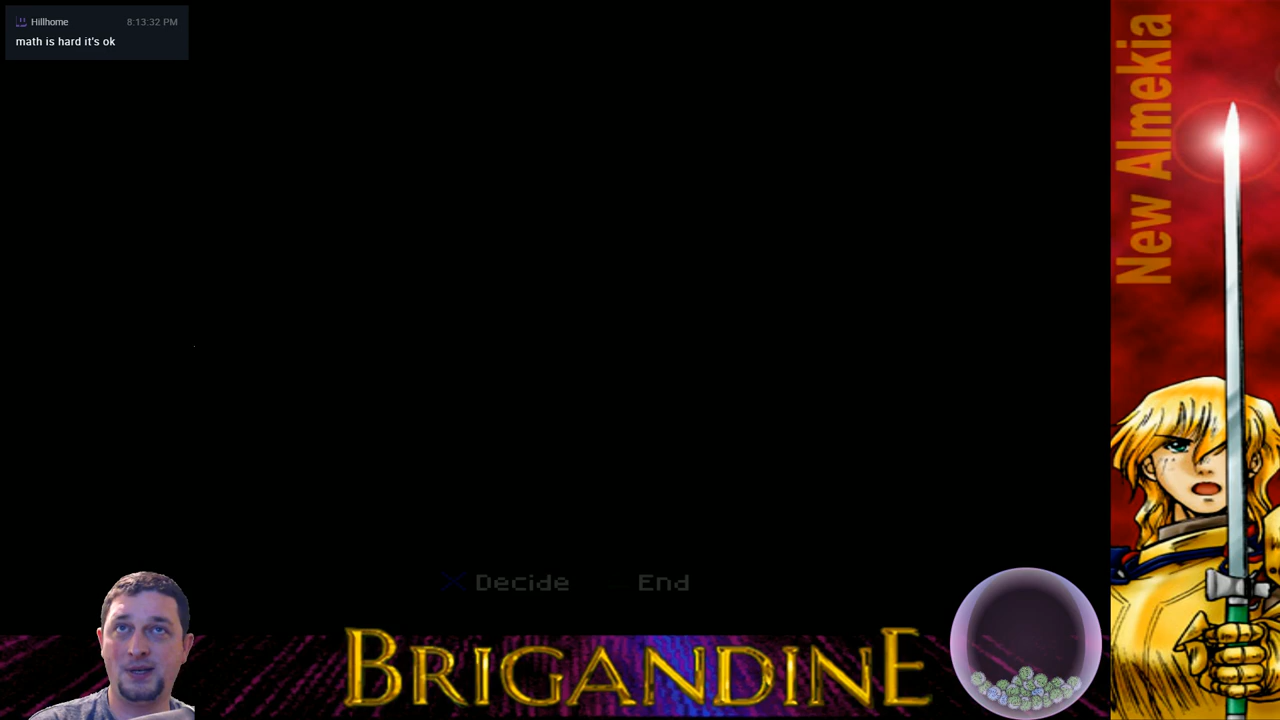 Hillhome 8:13:32 PM
math is hard it's ok
New Almekia
Decide End
BRIGANDINE